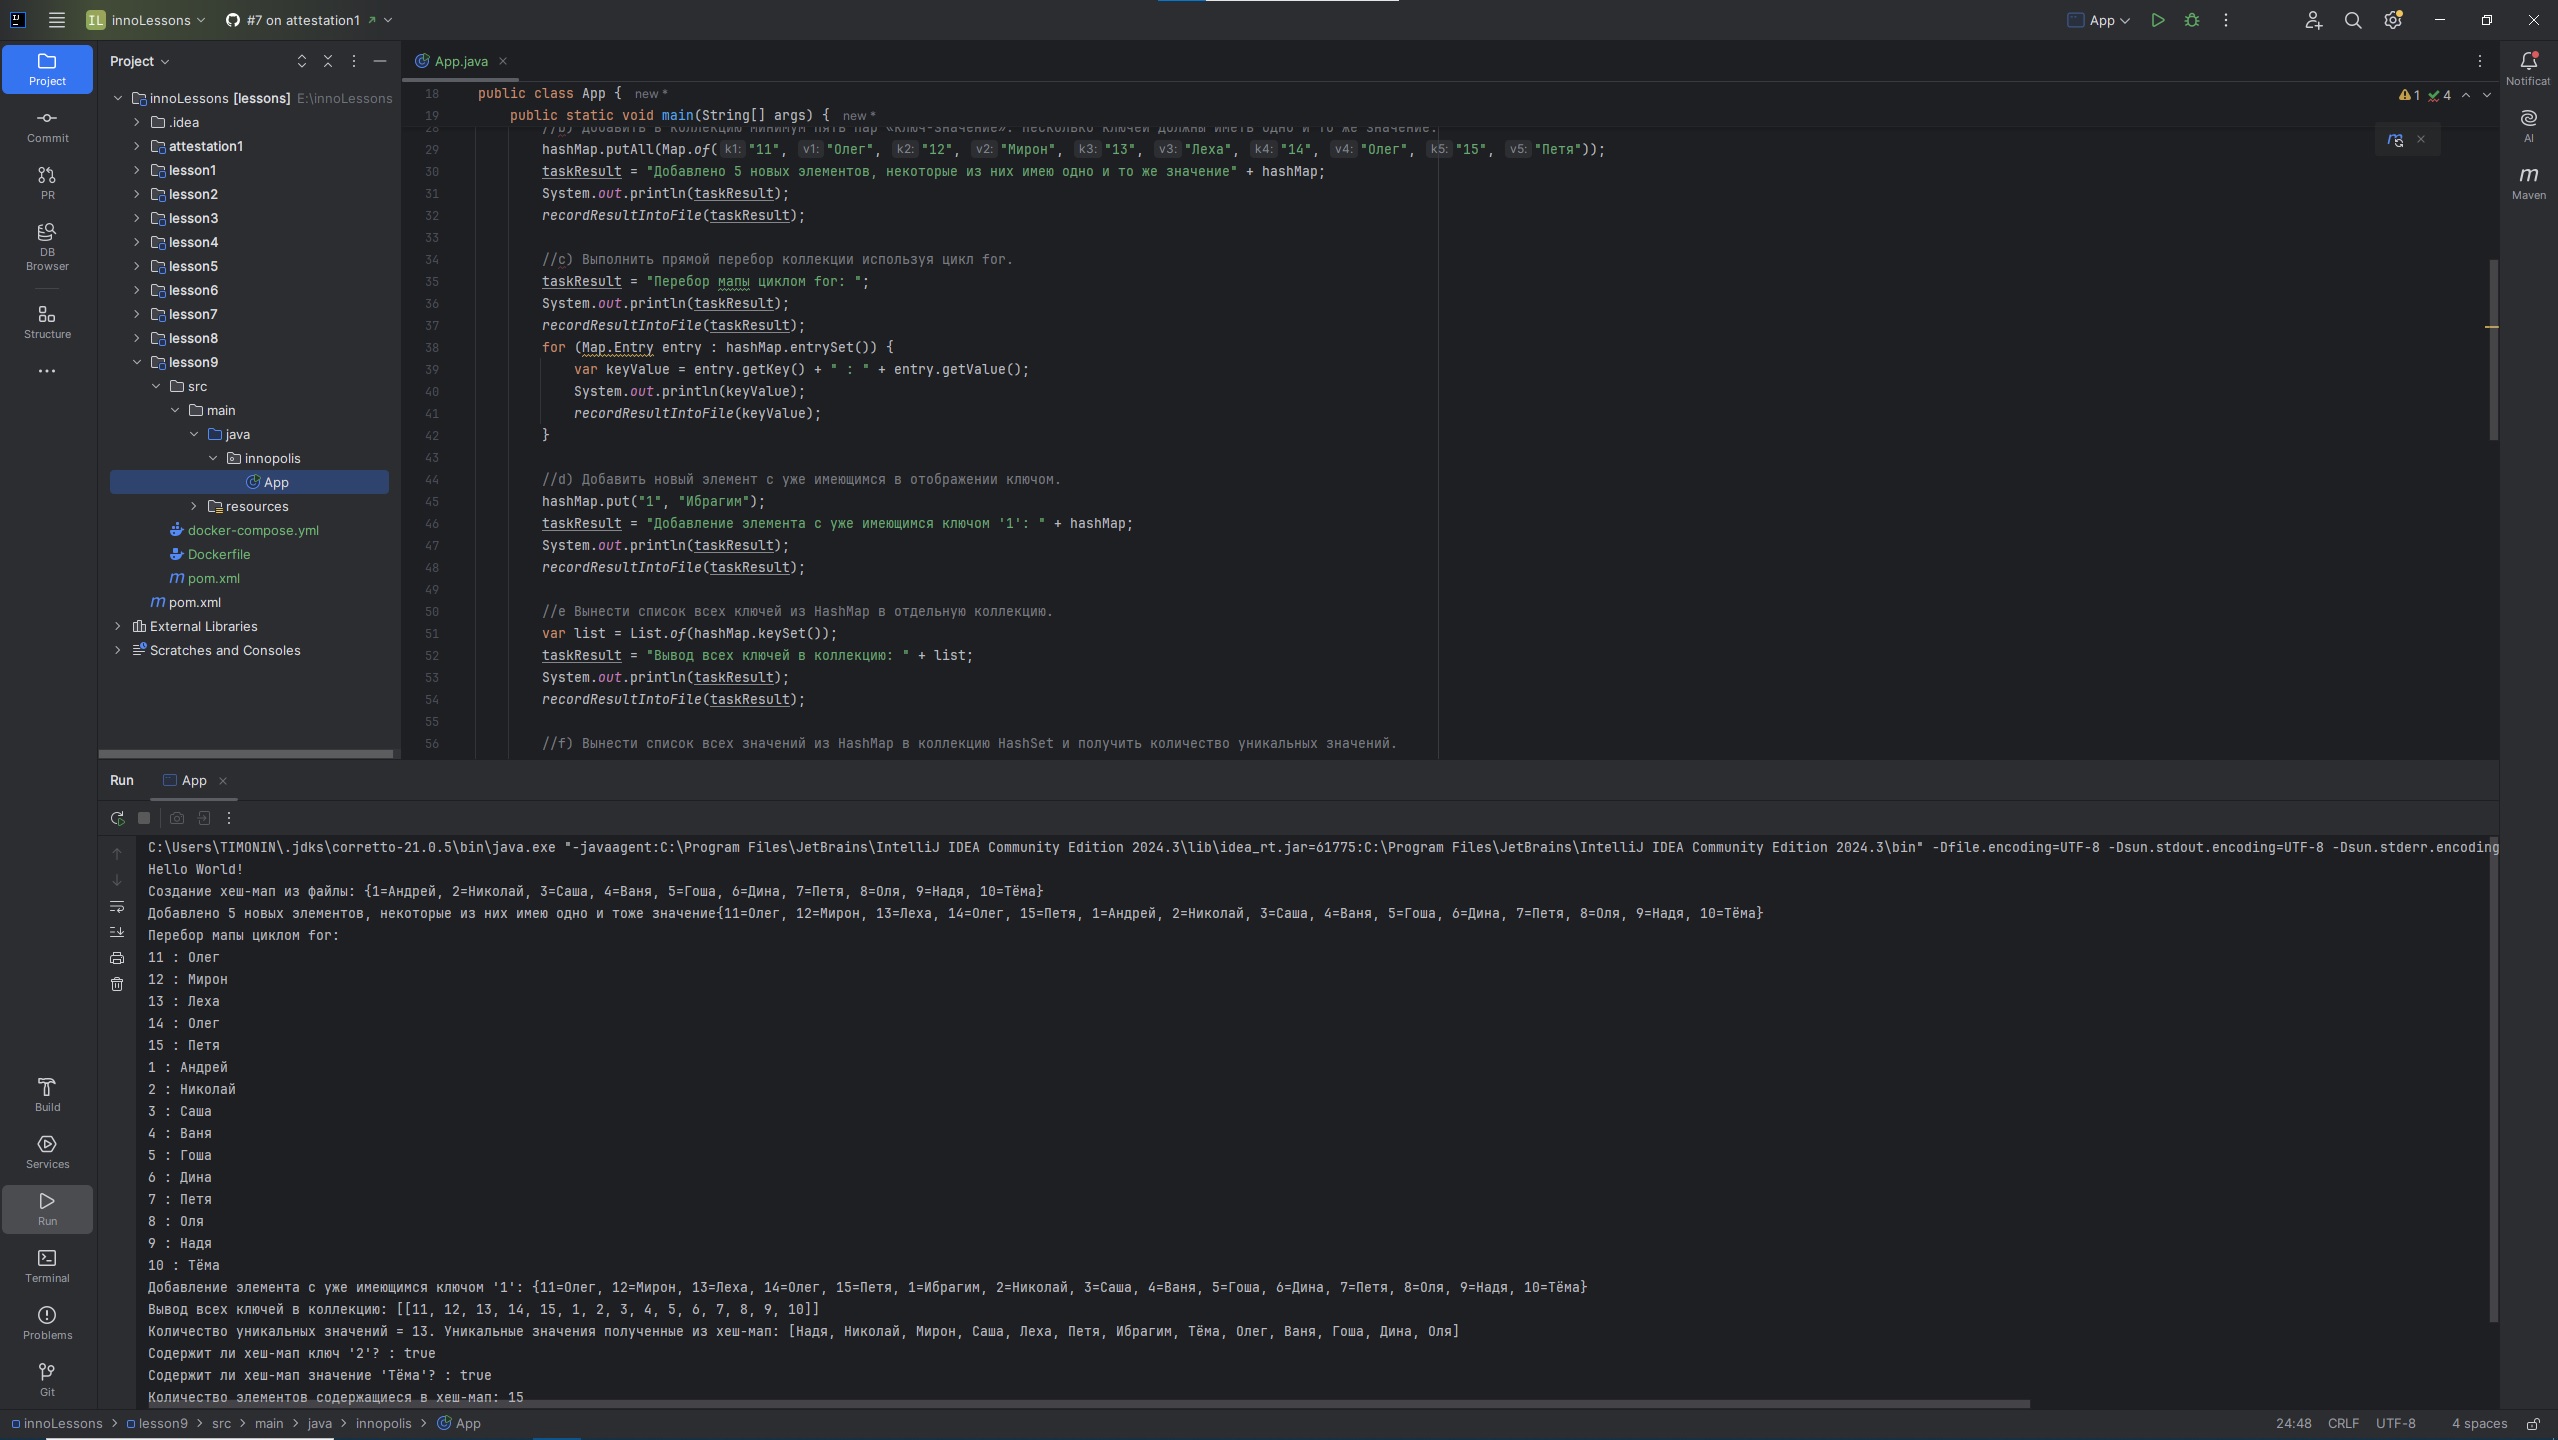 innoLessons
#7 on attestation1
App
Project
Commit
PR
DB
Browser
Structure
Build
Services
Run
Terminal
Problems
Git
Project
innoLessons [lessons] E:\innoLessons
.idea
attestation1
lesson1
lesson2
lesson3
lesson4
lesson5
lesson6
lesson7
lesson8
lesson9
src
main
java
innopolis
App
resources
docker-compose.yml
Dockerfile
pom.xml
pom.xml
External Libraries
Scratches and Consoles
App.java
1 4
Notificat
AI
Maven
18 public class App { new *
19 public static void main(String[] args) { new *
28 //b) Добавить в коллекцию минимум пять пар «ключ-значение». Несколько ключей должны иметь одно и то же значение.
29 hashMap.putAll(Map.of( k1: "11", v1: "Олег", k2: "12", v2: "Мирон", k3: "13", v3: "Леха", k4: "14", v4: "Олег", k5: "15", v5: "Петя"));
30 taskResult = "Добавлено 5 новых элементов, некоторые из них имею одно и то же значение" + hashMap;
31 System.out.println(taskResult);
32 recordResultIntoFile(taskResult);
33
34 //c) Выполнить прямой перебор коллекции используя цикл for.
35 taskResult = "Перебор мапы циклом for: ";
36 System.out.println(taskResult);
37 recordResultIntoFile(taskResult);
38 for (Map.Entry entry : hashMap.entrySet()) {
39 var keyValue = entry.getKey() + " : " + entry.getValue();
40 System.out.println(keyValue);
41 recordResultIntoFile(keyValue);
42 }
43
44 //d) Добавить новый элемент с уже имеющимся в отображении ключом.
45 hashMap.put("1", "Ибрагим");
46 taskResult = "Добавление элемента с уже имеющимся ключом '1': " + hashMap;
47 System.out.println(taskResult);
48 recordResultIntoFile(taskResult);
49
50 //e Вынести список всех ключей из HashMap в отдельную коллекцию.
51 var list = List.of(hashMap.keySet());
52 taskResult = "Вывод всех ключей в коллекцию: " + list;
53 System.out.println(taskResult);
54 recordResultIntoFile(taskResult);
55
56 //f) Вынести список всех значений из HashMap в коллекцию HashSet и получить количество уникальных значений.
Run App
C:\Users\TIMONIN\.jdks\corretto-21.0.5\bin\java.exe "-javaagent:C:\Program Files\JetBrains\IntelliJ IDEA Community Edition 2024.3\lib\idea_rt.jar=61775:C:\Program Files\JetBrains\IntelliJ IDEA Community Edition 2024.3\bin" -Dfile.encoding=UTF-8 -Dsun.stdout.encoding=UTF-8 -Dsun.stderr.encoding
Hello World!
Создание хеш-мап из файлы: {1=Андрей, 2=Николай, 3=Саша, 4=Ваня, 5=Гоша, 6=Дина, 7=Петя, 8=Оля, 9=Надя, 10=Тёма}
Добавлено 5 новых элементов, некоторые из них имею одно и тоже значение{11=Олег, 12=Мирон, 13=Леха, 14=Олег, 15=Петя, 1=Андрей, 2=Николай, 3=Саша, 4=Ваня, 5=Гоша, 6=Дина, 7=Петя, 8=Оля, 9=Надя, 10=Тёма}
Перебор мапы циклом for:
11 : Олег
12 : Мирон
13 : Леха
14 : Олег
15 : Петя
1 : Андрей
2 : Николай
3 : Саша
4 : Ваня
5 : Гоша
6 : Дина
7 : Петя
8 : Оля
9 : Надя
10 : Тёма
Добавление элемента с уже имеющимся ключом '1': {11=Олег, 12=Мирон, 13=Леха, 14=Олег, 15=Петя, 1=Ибрагим, 2=Николай, 3=Саша, 4=Ваня, 5=Гоша, 6=Дина, 7=Петя, 8=Оля, 9=Надя, 10=Тёма}
Вывод всех ключей в коллекцию: [[11, 12, 13, 14, 15, 1, 2, 3, 4, 5, 6, 7, 8, 9, 10]]
Количество уникальных значений = 13. Уникальные значения полученные из хеш-мап: [Надя, Николай, Мирон, Саша, Леха, Петя, Ибрагим, Тёма, Олег, Ваня, Гоша, Дина, Оля]
Содержит ли хеш-мап ключ '2'? : true
Содержит ли хеш-мап значение 'Тёма'? : true
Количество элементов содержащиеся в хеш-мап: 15
innoLessons > lesson9 > src > main > java > innopolis > App
24:48 CRLF UTF-8 4 spaces